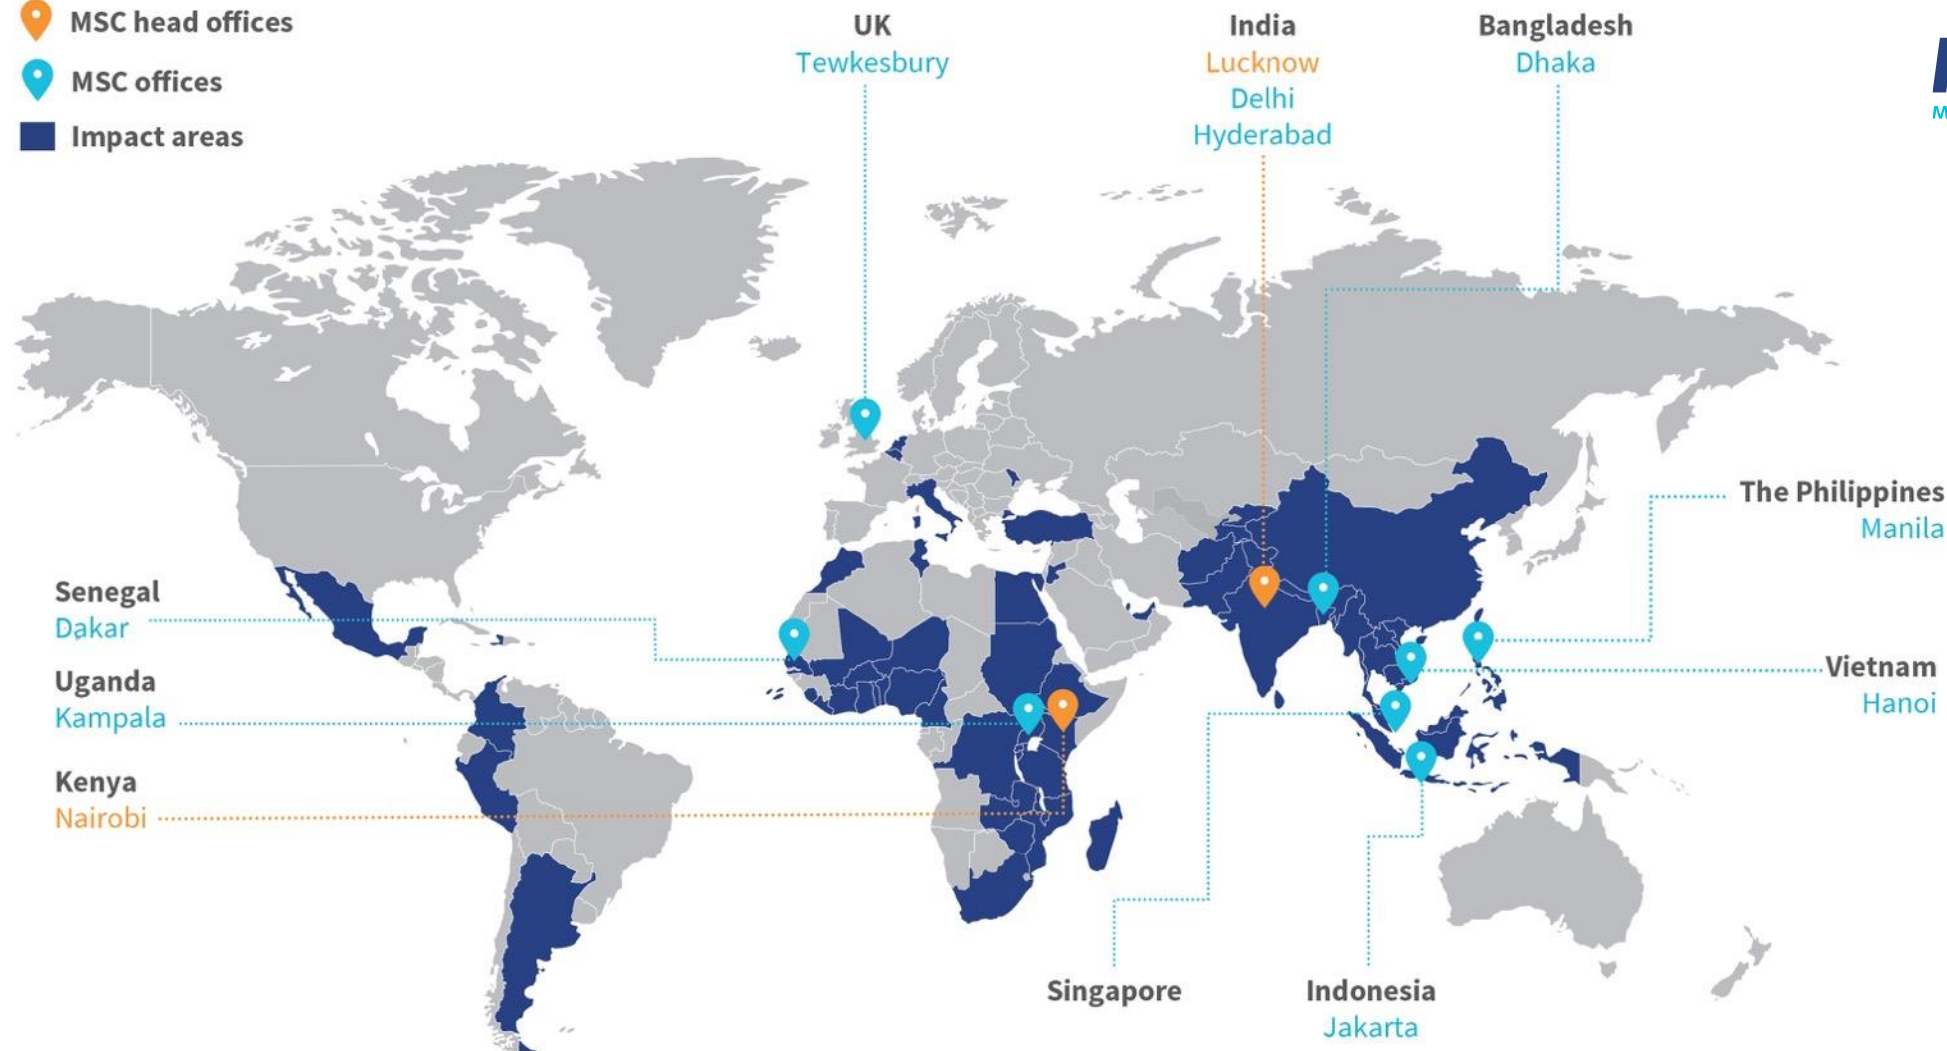 MSC head offices
MSC offices
Impact areas
UK
Tewkesbury
India
Lucknow
Delhi
Hyderabad
Bangladesh
Dhaka
The Philippines
Manila
Vietnam
Hanoi
Senegal
Dakar
Uganda
Kampala
Kenya
Nairobi
Singapore
Indonesia
Jakarta